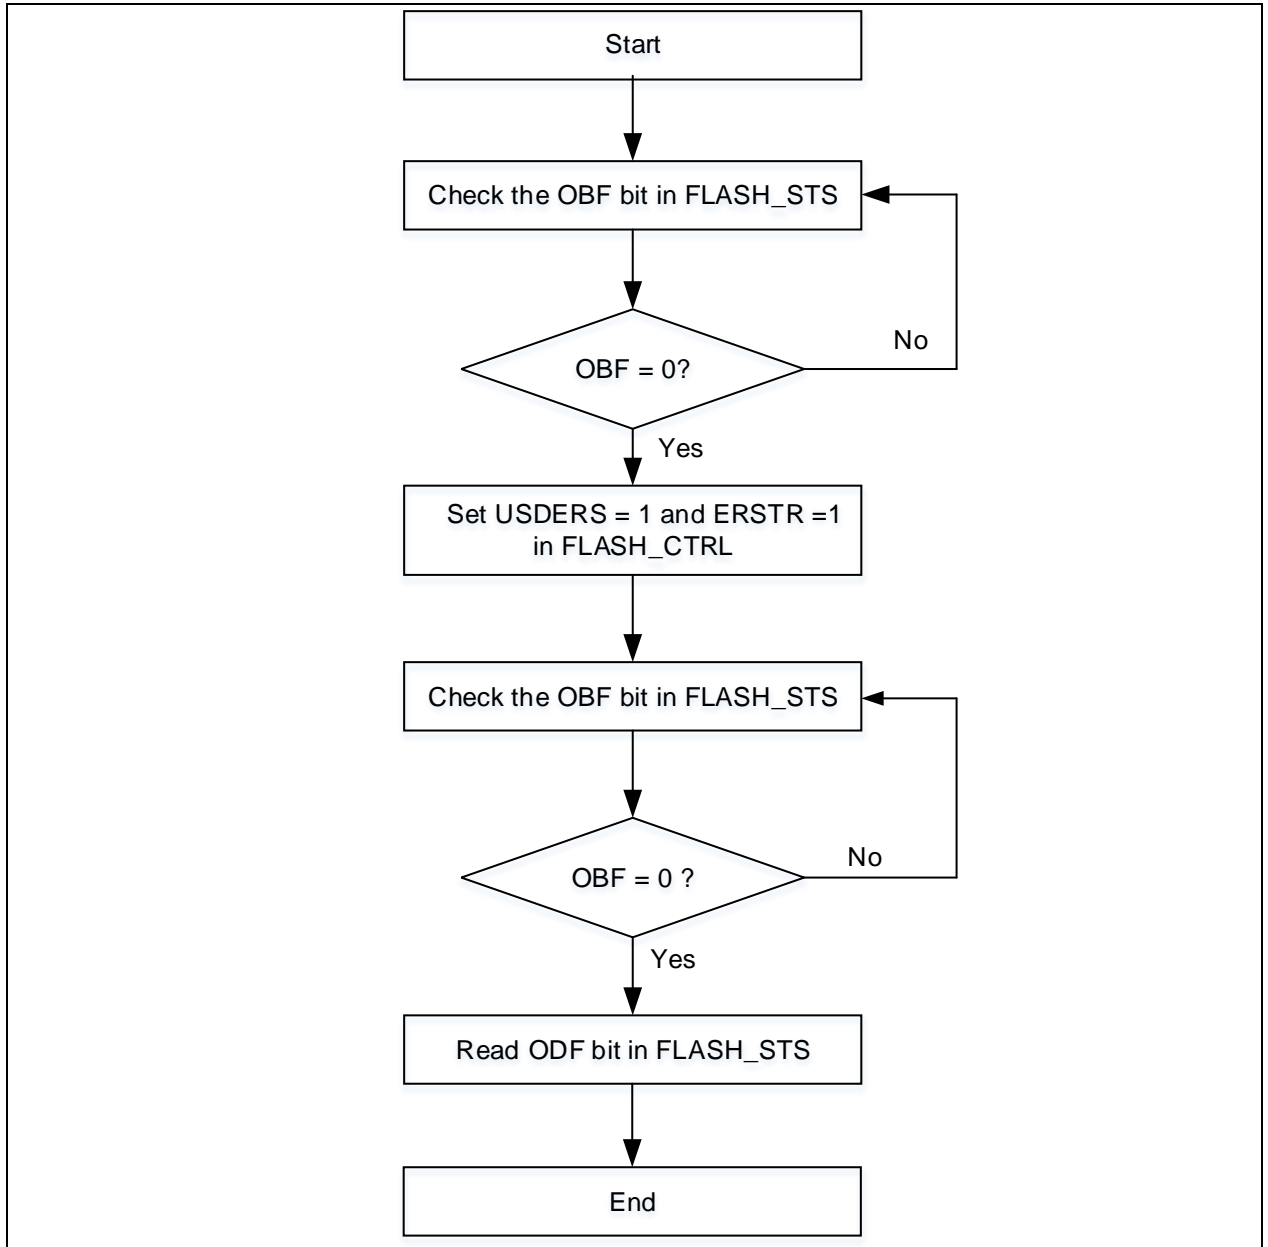 Start
Check the OBF bit in FLASH_STS
OBF = 0?
No
Yes
Set USDERS = 1 and ERSTR =1
in FLASH_CTRL
Check the OBF bit in FLASH_STS
OBF = 0 ?
No
Yes
Read ODF bit in FLASH_STS
End